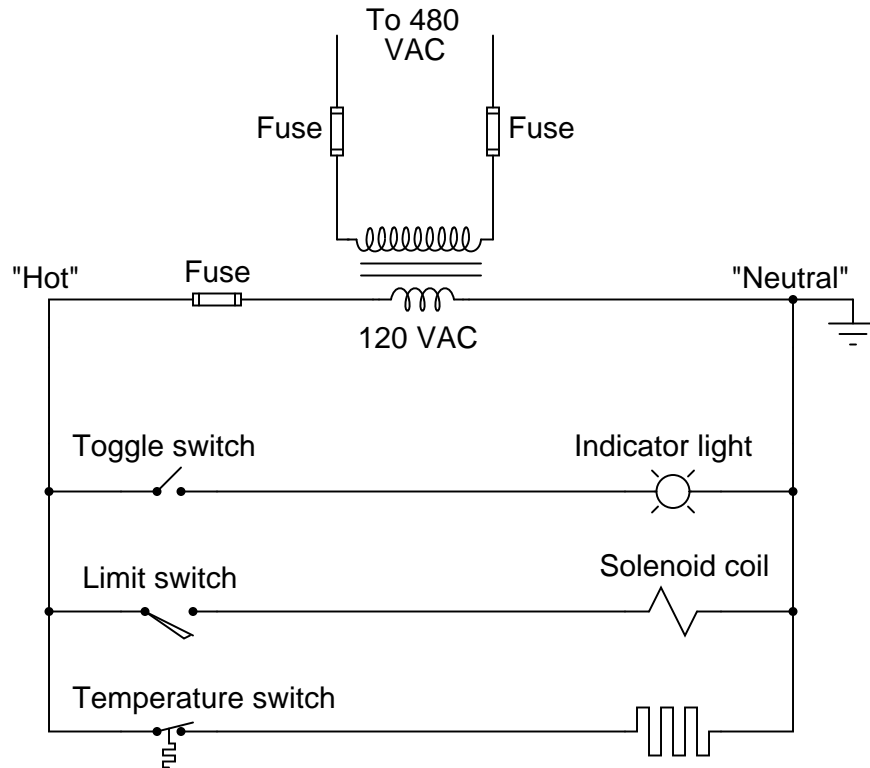 To 480
VAC
Fuse
Fuse
"Hot"
Fuse
"Neutral"
120 VAC
Toggle switch
Indicator light
Limit switch
Solenoid coil
Temperature switch